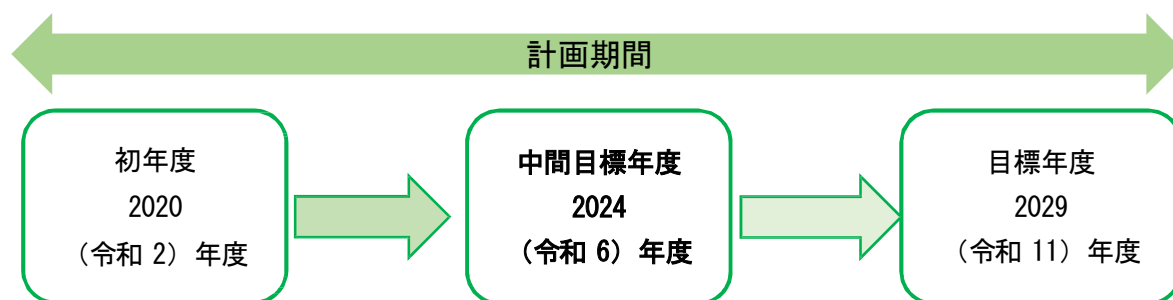 計画期間
初年度
2020
（令和 2）年度
中間目標年度
2024
（令和 6）年度
目標年度
2029
（令和 11）年度